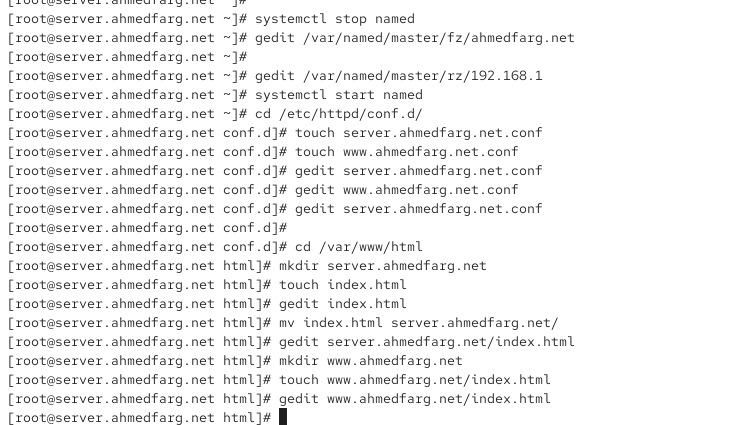 [root@server.ahmedfarg.net ~]#
[root@server.ahmedfarg.net ~]# systemctl stop named
[root@server.ahmedfarg.net ~]# gedit /var/named/master/fz/ahmedfarg.net
[root@server.ahmedfarg.net ~]#
[root@server.ahmedfarg.net ~]# gedit /var/named/master/rz/192.168.1
[root@server.ahmedfarg.net ~]# systemctl start named
[root@server.ahmedfarg.net ~]# cd /etc/httpd/conf.d/
[root@server.ahmedfarg.net conf.d]# touch server.ahmedfarg.net.conf
[root@server.ahmedfarg.net conf.d]# touch www.ahmedfarg.net.conf
[root@server.ahmedfarg.net conf.d]# gedit server.ahmedfarg.net.conf
[root@server.ahmedfarg.net conf.d]# gedit www.ahmedfarg.net.conf
[root@server.ahmedfarg.net conf.d]# gedit server.ahmedfarg.net.conf
[root@server.ahmedfarg.net conf.d]#
[root@server.ahmedfarg.net conf.d]# cd /var/www/html
[root@server.ahmedfarg.net html]# mkdir server.ahmedfarg.net
[root@server.ahmedfarg.net html]# touch index.html
[root@server.ahmedfarg.net html]# gedit index.html
[root@server.ahmedfarg.net html]# mv index.html server.ahmedfarg.net/
[root@server.ahmedfarg.net html]# gedit server.ahmedfarg.net/index.html
[root@server.ahmedfarg.net html]# mkdir www.ahmedfarg.net
[root@server.ahmedfarg.net html]# touch www.ahmedfarg.net/index.html
[root@server.ahmedfarg.net html]# gedit www.ahmedfarg.net/index.html
[root@server.ahmedfarg.net html]#